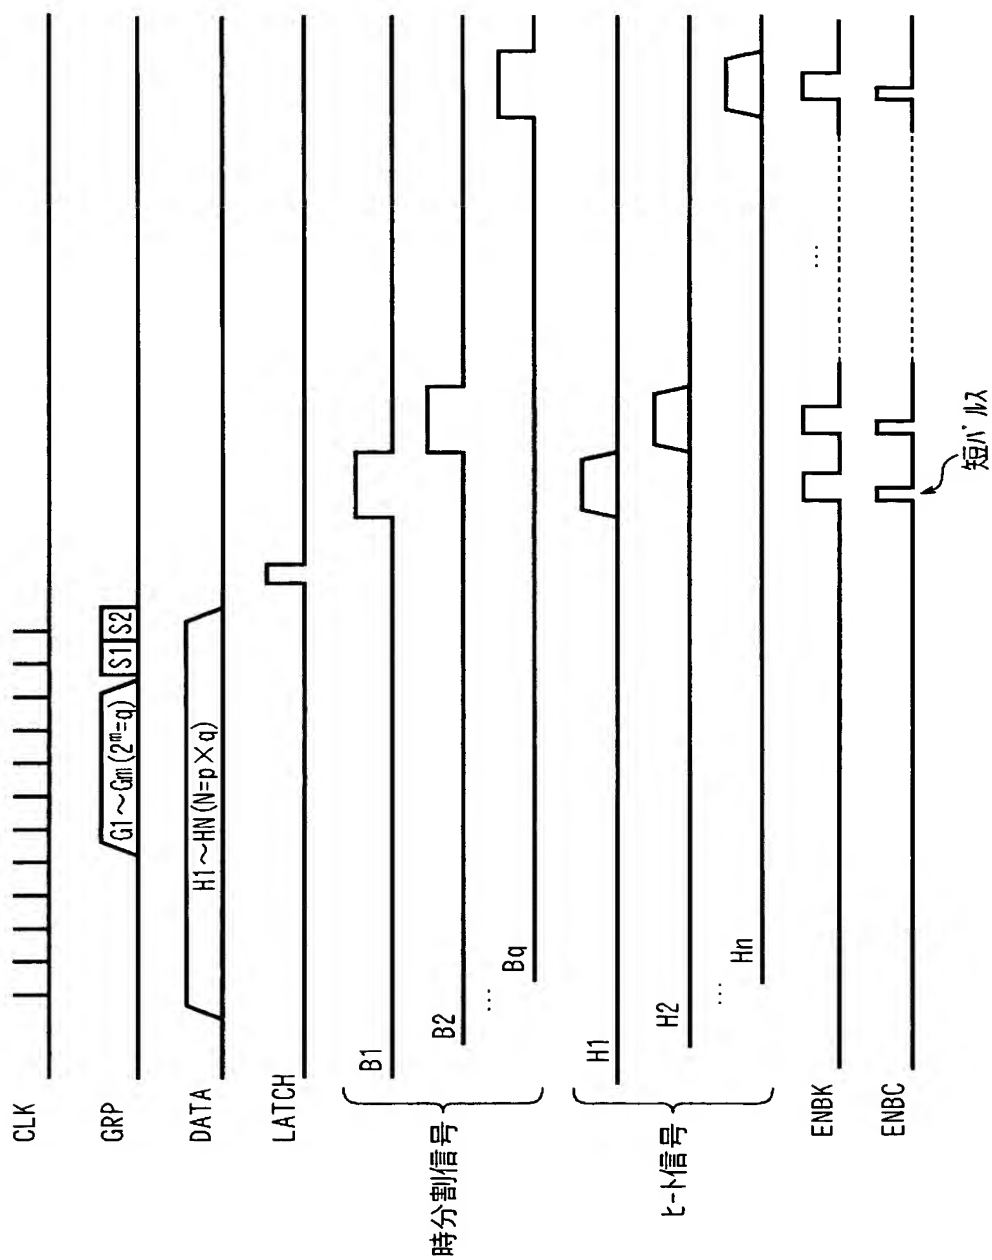 CLK
GRP
G1～Gm(2ᵐ=q)
S1
S2
DATA
H1～HN(N=p×q)
LATCH
時分割信号
B1
B2
...
Bq
ヒート信号
H1
H2
...
Hn
ENBK
...
ENBC
短パルス